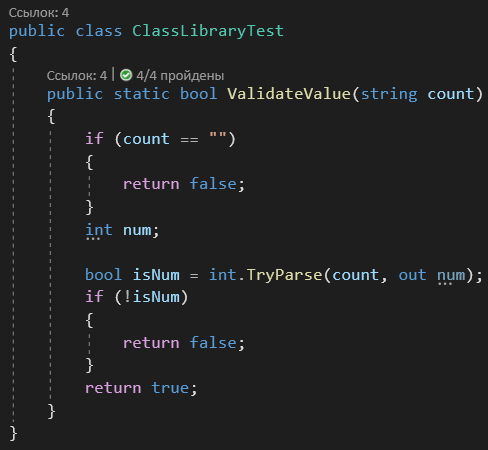 Ссылок: 4
public class ClassLibraryTest
{
Ссылок: 4 | 4/4 пройдены
public static bool ValidateValue(string count)
{
if (count == "")
{
return false;
}
int num;
bool isNum = int.TryParse(count, out num);
if (!isNum)
{
return false;
}
return true;
}
}